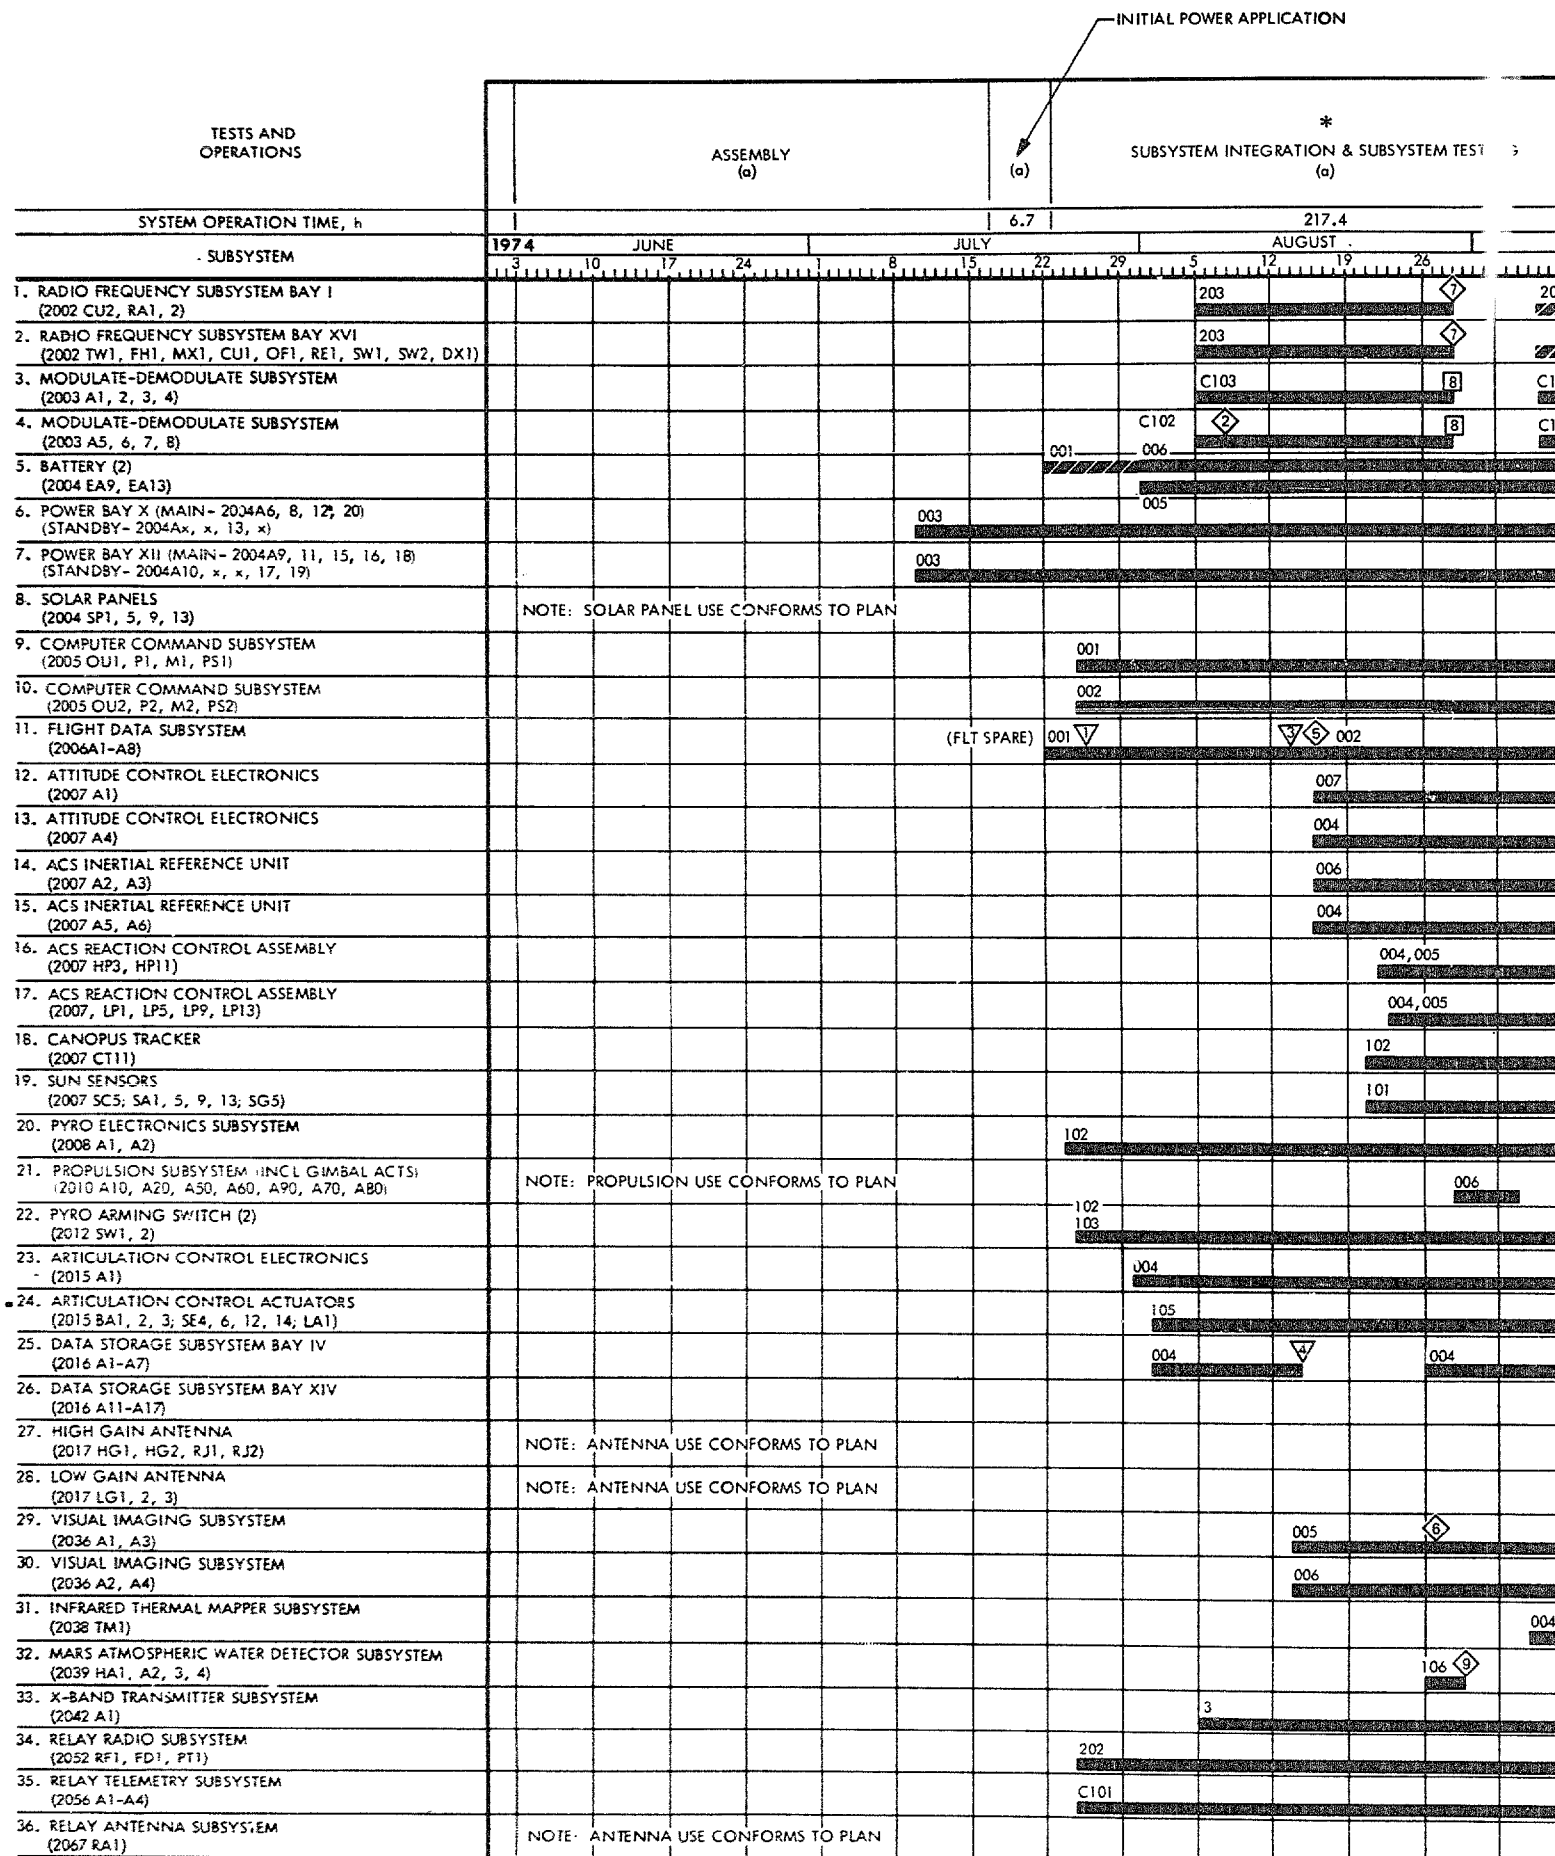 INITIAL POWER APPLICATION
TESTS AND
OPERATIONS
ASSEMBLY
(a)
(a)
*
SUBSYSTEM INTEGRATION & SUBSYSTEM TEST
(a)
SYSTEM OPERATION TIME, h
6.7
217.4
SUBSYSTEM
1974 JUNE JULY AUGUST
3 10 17 24 1 8 15 22 29 5 12 19 26
1. RADIO FREQUENCY SUBSYSTEM BAY I
(2002 CU2, RA1, 2)
203 7 20
2. RADIO FREQUENCY SUBSYSTEM BAY XVI
(2002 TW1, FH1, MX1, CU1, OF1, RE1, SW1, SW2, DX1)
203 7
3. MODULATE-DEMODULATE SUBSYSTEM
(2003 A1, 2, 3, 4)
C103 8 C1
4. MODULATE-DEMODULATE SUBSYSTEM
(2003 A5, 6, 7, 8)
C102 2 8 C1
5. BATTERY (2)
(2004 EA9, EA13)
001 006
005
6. POWER BAY X (MAIN- 2004A6, 8, 12, 20)
(STANDBY- 2004Ax, x, 13, x)
003
7. POWER BAY XII (MAIN- 2004A9, 11, 15, 16, 18)
(STANDBY- 2004A10, x, x, 17, 19)
003
8. SOLAR PANELS
(2004 SP1, 5, 9, 13)
NOTE: SOLAR PANEL USE CONFORMS TO PLAN
9. COMPUTER COMMAND SUBSYSTEM
(2005 OU1, P1, M1, PS1)
001
10. COMPUTER COMMAND SUBSYSTEM
(2005 OU2, P2, M2, PS2)
002
11. FLIGHT DATA SUBSYSTEM
(2006A1-A8)
(FLT SPARE) 001 1 3 5 002
12. ATTITUDE CONTROL ELECTRONICS
(2007 A1)
007
13. ATTITUDE CONTROL ELECTRONICS
(2007 A4)
004
14. ACS INERTIAL REFERENCE UNIT
(2007 A2, A3)
006
15. ACS INERTIAL REFERENCE UNIT
(2007 A5, A6)
004
16. ACS REACTION CONTROL ASSEMBLY
(2007 HP3, HP11)
004,005
17. ACS REACTION CONTROL ASSEMBLY
(2007, LP1, LP5, LP9, LP13)
004,005
18. CANOPUS TRACKER
(2007 CT11)
102
19. SUN SENSORS
(2007 SC5; SA1, 5, 9, 13; SG5)
101
20. PYRO ELECTRONICS SUBSYSTEM
(2008 A1, A2)
102
21. PROPULSION SUBSYSTEM (INCL GIMBAL ACTS)
(2010 A10, A20, A50, A60, A90, A70, A80)
NOTE: PROPULSION USE CONFORMS TO PLAN
006
22. PYRO ARMING SWITCH (2)
(2012 SW1, 2)
102
103
23. ARTICULATION CONTROL ELECTRONICS
(2015 A1)
004
24. ARTICULATION CONTROL ACTUATORS
(2015 BA1, 2, 3; SE4, 6, 12, 14; LA1)
105
25. DATA STORAGE SUBSYSTEM BAY IV
(2016 A1-A7)
004 4 004
26. DATA STORAGE SUBSYSTEM BAY XIV
(2016 A11-A17)
27. HIGH GAIN ANTENNA
(2017 HG1, HG2, RJ1, RJ2)
NOTE: ANTENNA USE CONFORMS TO PLAN
28. LOW GAIN ANTENNA
(2017 LG1, 2, 3)
NOTE: ANTENNA USE CONFORMS TO PLAN
29. VISUAL IMAGING SUBSYSTEM
(2036 A1, A3)
005 6
30. VISUAL IMAGING SUBSYSTEM
(2036 A2, A4)
006
31. INFRARED THERMAL MAPPER SUBSYSTEM
(2038 TM1)
004
32. MARS ATMOSPHERIC WATER DETECTOR SUBSYSTEM
(2039 HA1, A2, 3, 4)
106 9
33. X-BAND TRANSMITTER SUBSYSTEM
(2042 A1)
3
34. RELAY RADIO SUBSYSTEM
(2052 RF1, FD1, PT1)
202
35. RELAY TELEMETRY SUBSYSTEM
(2056 A1-A4)
C101
36. RELAY ANTENNA SUBSYSTEM
(2067 RA1)
NOTE: ANTENNA USE CONFORMS TO PLAN